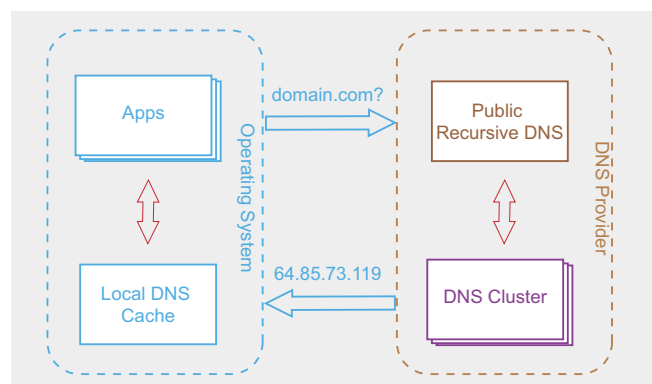 Apps
domain.com?
Public
Recursive DNS
Operating System
DNS Provider
64.85.73.119
Local DNS
Cache
DNS Cluster